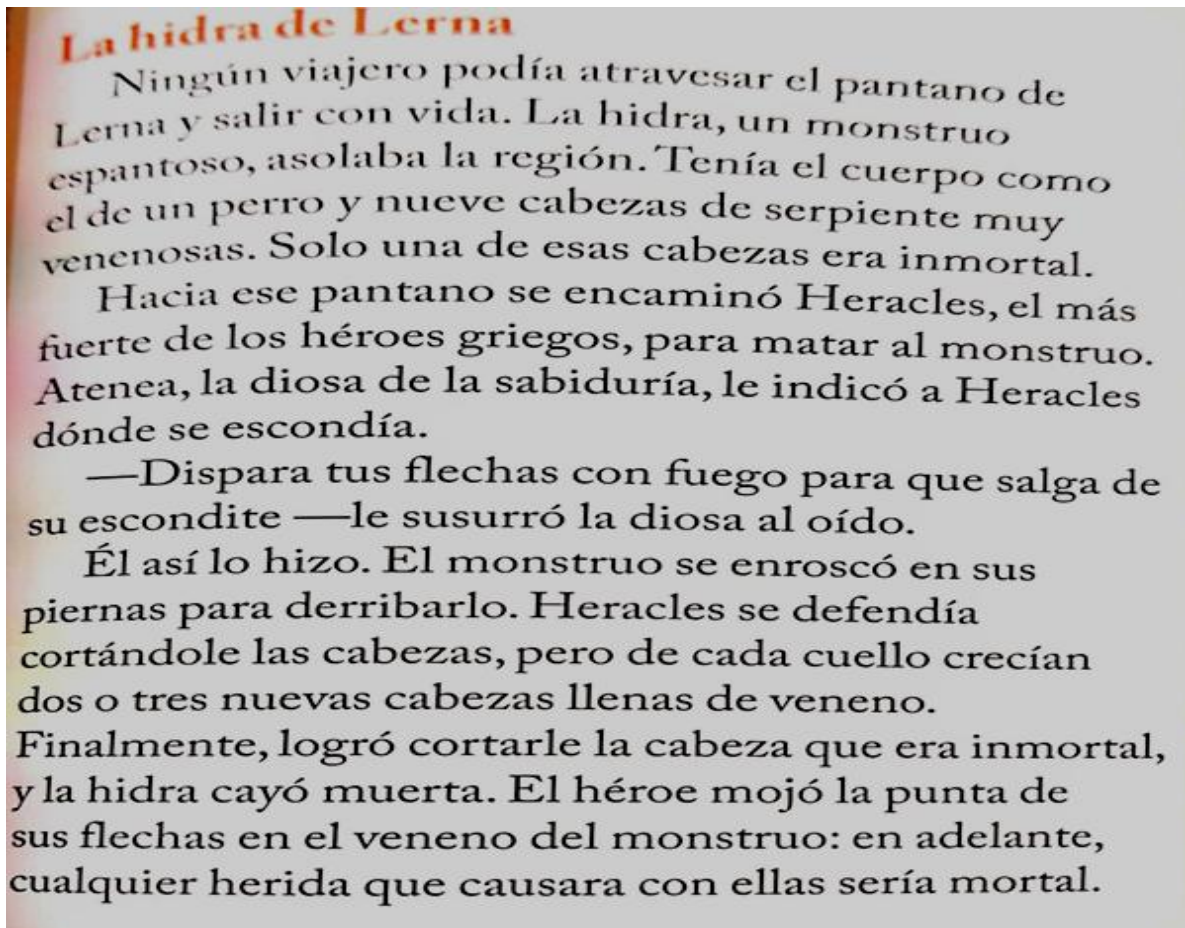 La hidra de Lerna
Ningún viajero podía atravesar el pantano de
Lerna y salir con vida. La hidra, un monstruo
espantoso, asolaba la región. Tenía el cuerpo como
el de un perro y nueve cabezas de serpiente muy
venenosas. Solo una de esas cabezas era inmortal.
Hacia ese pantano se encaminó Heracles, el más
fuerte de los héroes griegos, para matar al monstruo.
Atenea, la diosa de la sabiduría, le indicó a Heracles
dónde se escondía.
—Dispara tus flechas con fuego para que salga de
su escondite —le susurró la diosa al oído.
Él así lo hizo. El monstruo se enroscó en sus
piernas para derribarlo. Heracles se defendía
cortándole las cabezas, pero de cada cuello crecían
dos o tres nuevas cabezas llenas de veneno.
Finalmente, logró cortarle la cabeza que era inmortal,
y la hidra cayó muerta. El héroe mojó la punta de
sus flechas en el veneno del monstruo: en adelante,
cualquier herida que causara con ellas sería mortal.